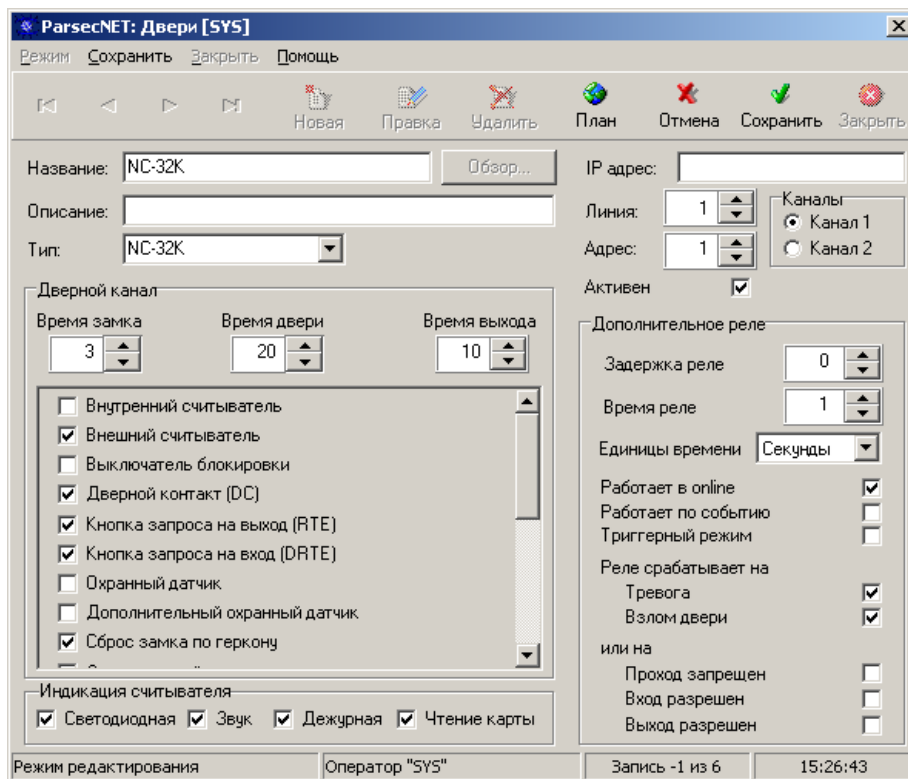 ParsecNET: Двери [SYS]
Режим Сохранить Закрыть Помощь
Новая Правка Удалить План Отмена Сохранить Закрыть
Название: NC-32K Обзор...
Описание:
Тип: NC-32K
IP адрес:
Линия: 1
Адрес: 1
Каналы
Канал 1
Канал 2
Активен
Дверной канал
Время замка Время двери Время выхода
3 20 10
Внутренний считыватель
Внешний считыватель
Выключатель блокировки
Дверной контакт (DC)
Кнопка запроса на выход (RTE)
Кнопка запроса на вход (DRTE)
Охранный датчик
Дополнительный охранный датчик
Сброс замка по геркону
Индикация считывателя
Светодиодная Звук Дежурная Чтение карты
Дополнительное реле
Задержка реле 0
Время реле 1
Единицы времени Секунды
Работает в online
Работает по событию
Триггерный режим
Реле срабатывает на
Тревога
Взлом двери
или на
Проход запрещен
Вход разрешен
Выход разрешен
Режим редактирования Оператор "SYS" Запись -1 из 6 15:26:43